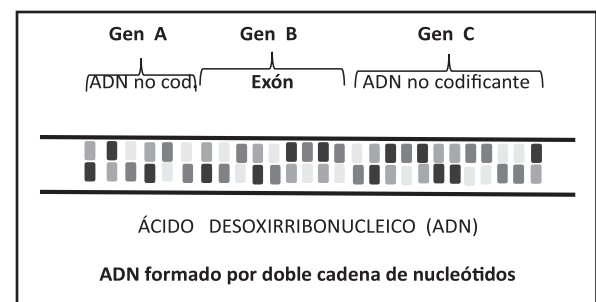 Gen A Gen B Gen C
ADN no cod. Exón ADN no codificante
ÁCIDO DESOXIRRIBONUCLEICO (ADN)
ADN formado por doble cadena de nucleótidos